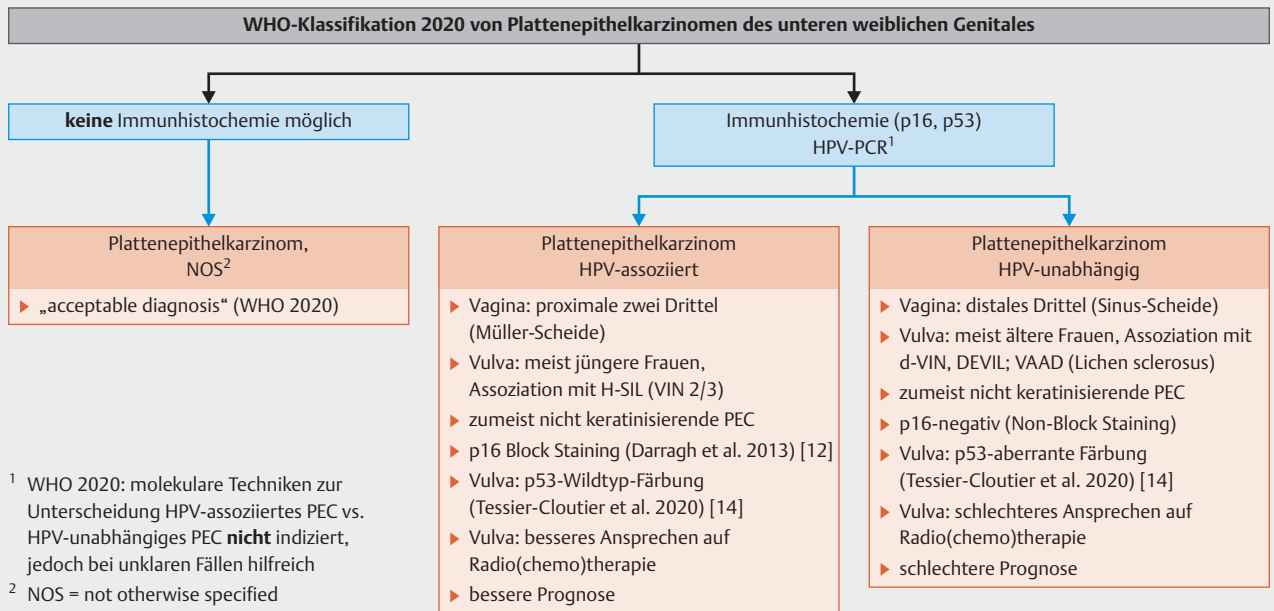 WHO-Klassifikation 2020 von Plattenepithelkarzinomen des unteren weiblichen Genitales
keine Immunhistochemie möglich
Immunhistochemie (p16, p53)
HPV-PCR1
Plattenepithelkarzinom,
NOS2
▶ „acceptable diagnosis“ (WHO 2020)
Plattenepithelkarzinom
HPV-assoziiert
▶ Vagina: proximale zwei Drittel
(Müller-Scheide)
▶ Vulva: meist jüngere Frauen,
Assoziation mit H-SIL (VIN 2/3)
▶ zumeist nicht keratinisierende PEC
▶ p16 Block Staining (Darragh et al. 2013) [12]
▶ Vulva: p53-Wildtyp-Färbung
(Tessier-Cloutier et al. 2020) [14]
▶ Vulva: besseres Ansprechen auf
Radio(chemo)therapie
▶ bessere Prognose
Plattenepithelkarzinom
HPV-unabhängig
▶ Vagina: distales Drittel (Sinus-Scheide)
▶ Vulva: meist ältere Frauen, Assoziation mit
d-VIN, DEVIL; VAAD (Lichen sclerosus)
▶ zumeist nicht keratinisierende PEC
▶ p16-negativ (Non-Block Staining)
▶ Vulva: p53-aberrante Färbung
(Tessier-Cloutier et al. 2020) [14]
▶ Vulva: schlechteres Ansprechen auf
Radio(chemo)therapie
▶ schlechtere Prognose
1 WHO 2020: molekulare Techniken zur
Unterscheidung HPV-assoziiertes PEC vs.
HPV-unabhängiges PEC nicht indiziert,
jedoch bei unklaren Fällen hilfreich
2 NOS = not otherwise specified